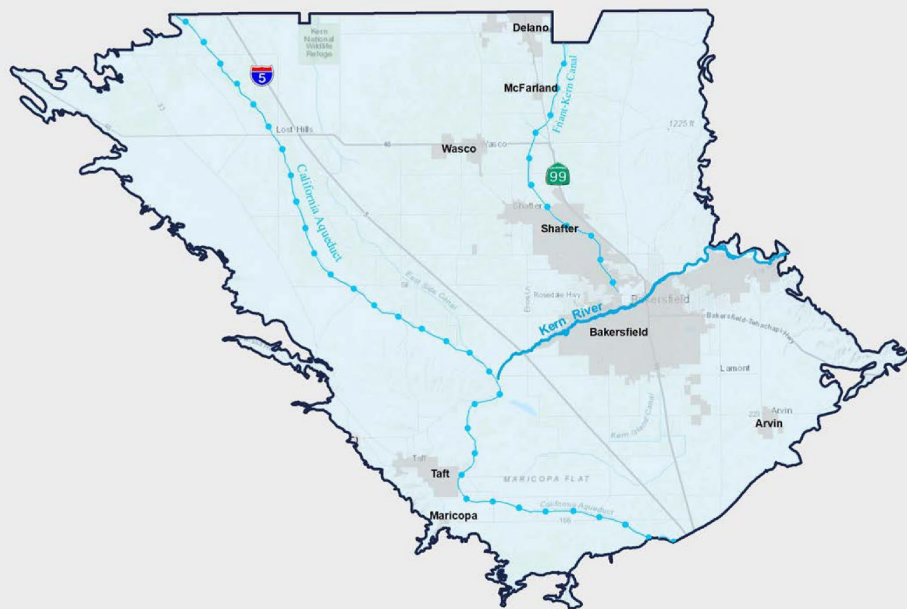 Delano
Kern
National
Wildlife
Refuge
5
McFarland
Friant-Kern Canal
1225 ft
Lost Hills
46
Wasco
Wasco
99
California Aqueduct
Shafter
Shafter
East Side Canal
Rosedale Hwy
Bakersfield
Kern River
Bakersfield
Bakersfield-Tehachapi Hwy
Lamont
Kern Island Canal
Arvin
Arvin
Taft
Taft
MARICOPA FLAT
California Aqueduct
Maricopa